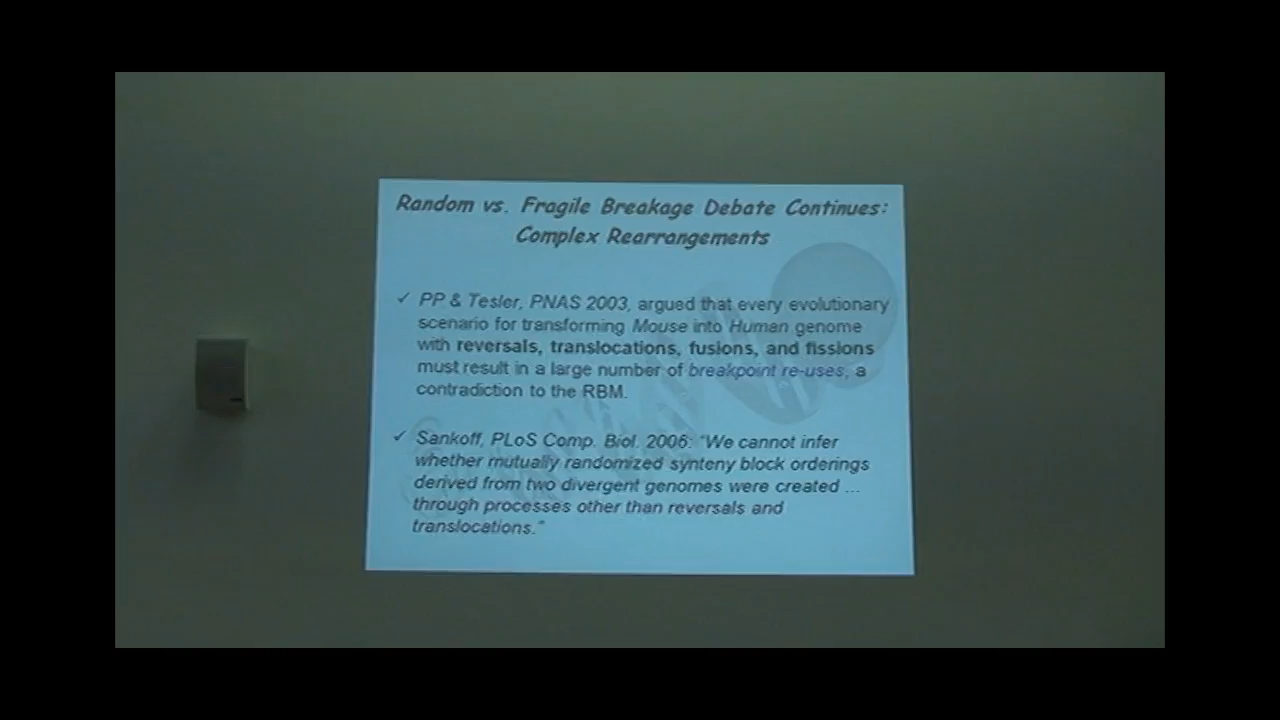 Random vs. Fragile Breakage Debate Continues:
Complex Rearrangements
✓ PP & Tesler, PNAS 2003, argued that every evolutionary
scenario for transforming Mouse into Human genome
with reversals, translocations, fusions, and fissions
must result in a large number of breakpoint re-uses, a
contradiction to the RBM.
✓ Sankoff, PLoS Comp. Biol. 2006: "We cannot infer
whether mutually randomized synteny block orderings
derived from two divergent genomes were created ...
through processes other than reversals and
translocations."